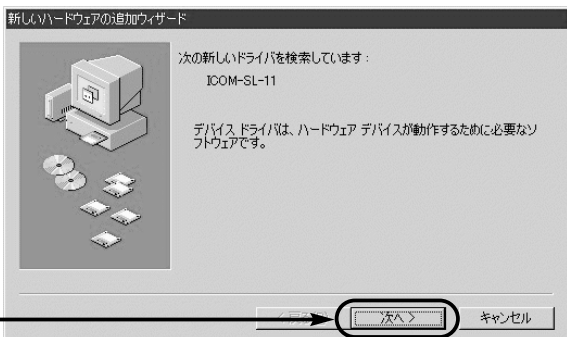 新しいハードウェアの追加ウィザード
次の新しいドライバを検索しています:
ICOM-SL-11
デバイス ドライバは、ハードウェア デバイスが動作するために必要なソ
フトウェアです。
次へ >
キャンセル